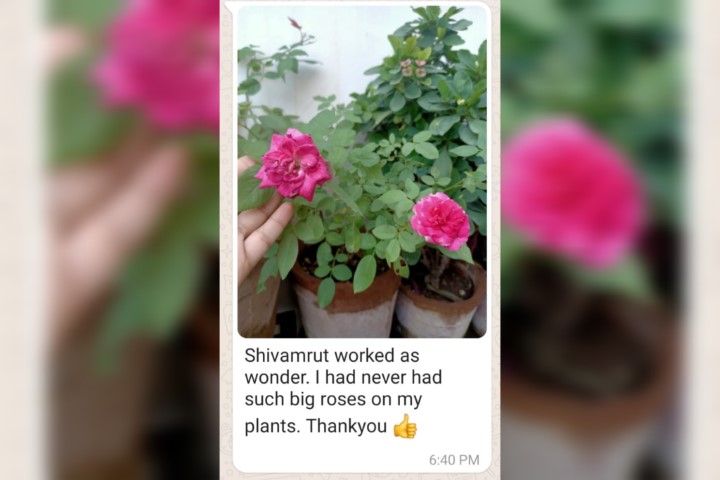 Shivamrut worked as
wonder. I had never had
such big roses on my
plants. Thankyou 👍
6:40 PM